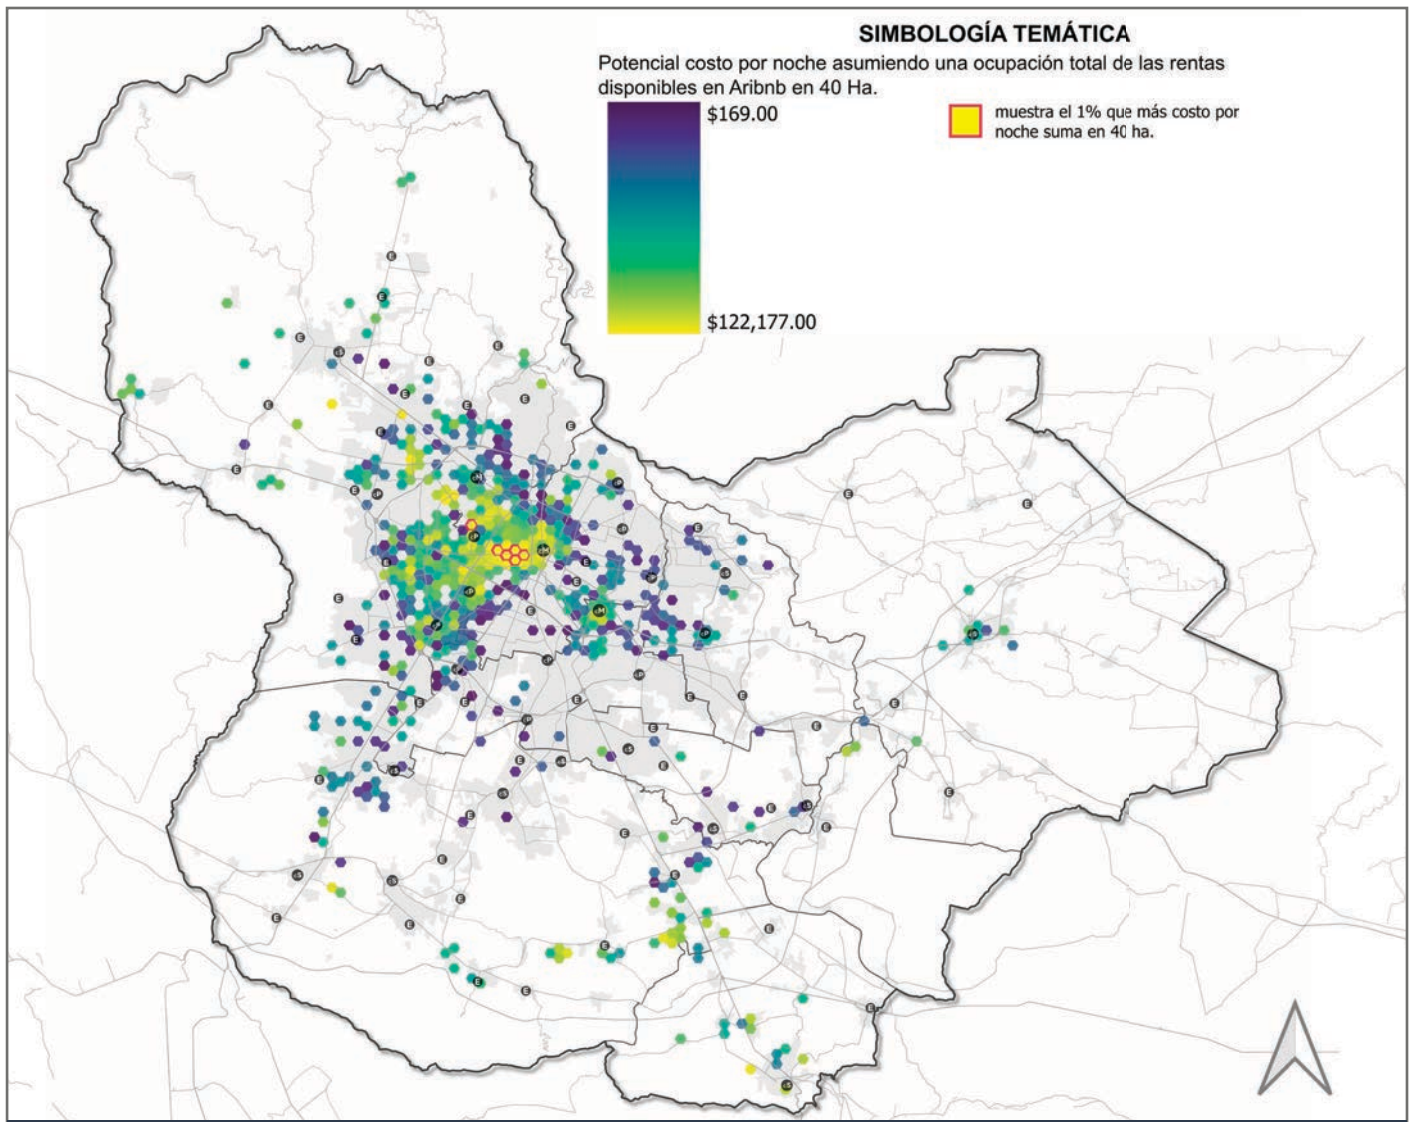 SIMBOLOGÍA TEMÁTICA
Potencial costo por noche asumiendo una ocupación total de las rentas
disponibles en Aribnb en 40 Ha.
$169.00
$122,177.00
muestra el 1% que más costo por
noche suma en 40 ha.